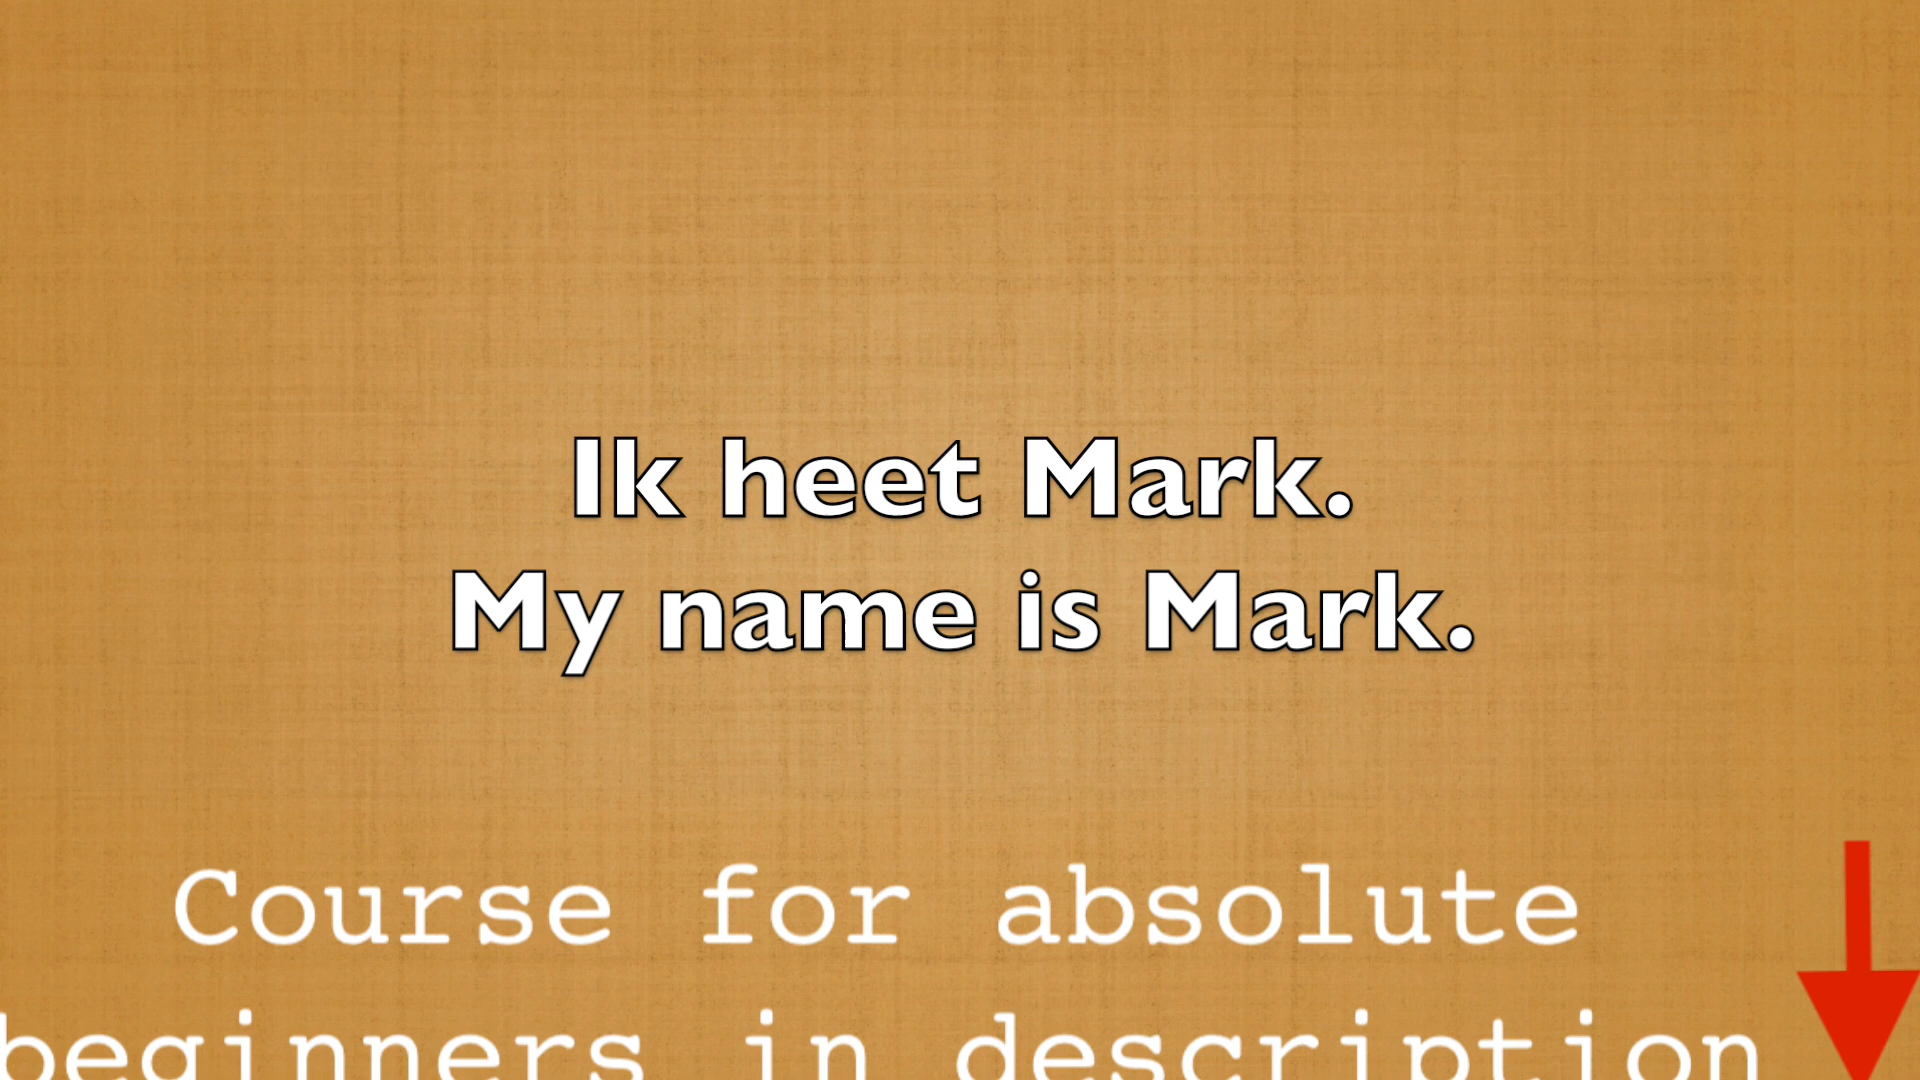 Ik heet Mark.
My name is Mark.
Course for absolute
beginners in description